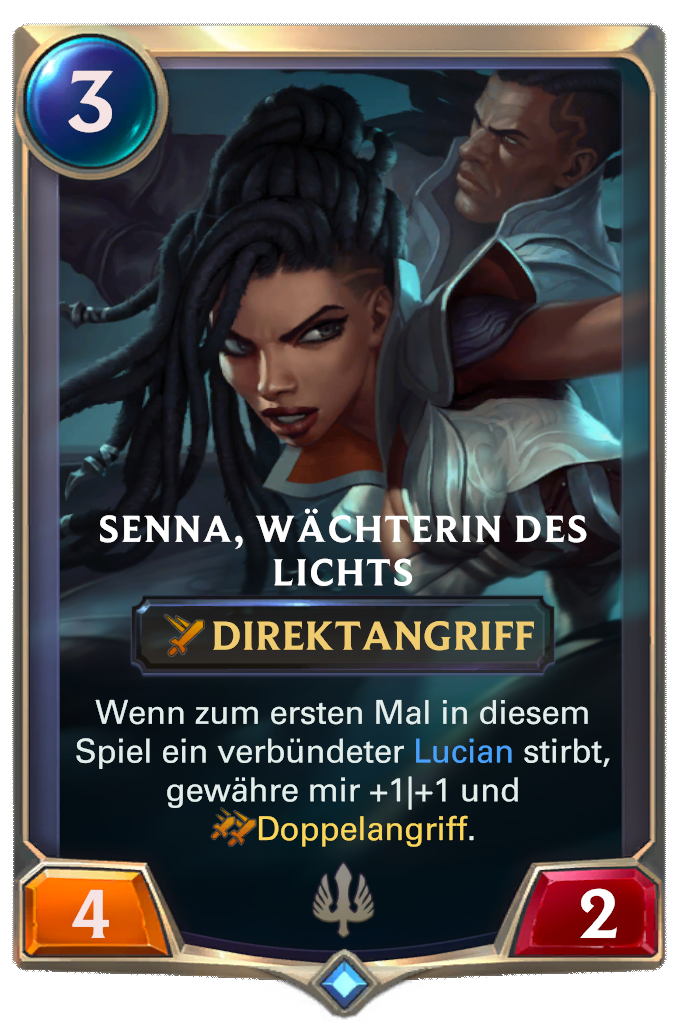 3
SENNA, WÄCHTERIN DES
LICHTS
DIREKTANGRIFF
Wenn zum ersten Mal in diesem
Spiel ein verbündeter Lucian stirbt,
gewähre mir +1|+1 und
Doppelangriff.
4
2